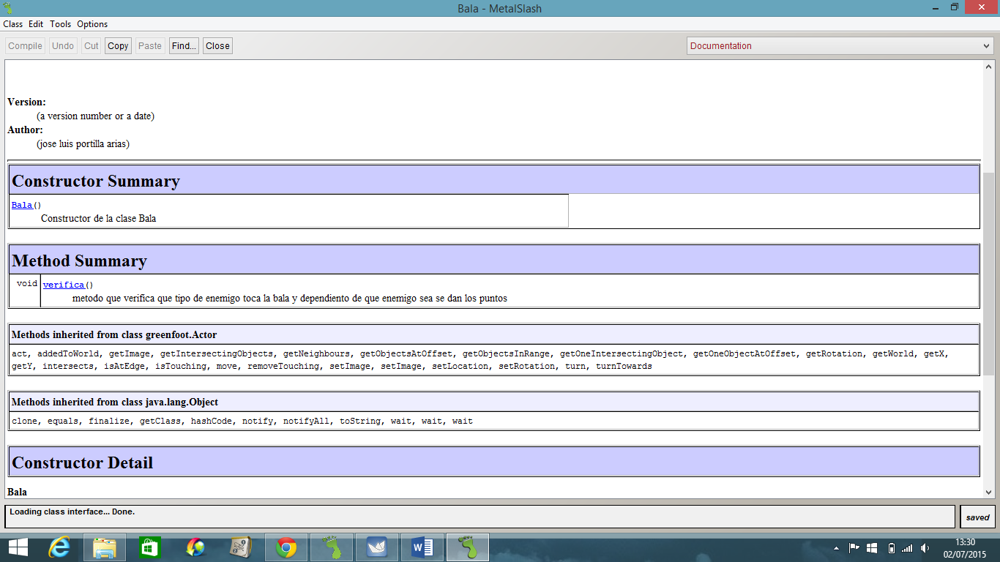 Bala - MetalSlash
Class Edit Tools Options
Compile Undo Cut Copy Paste Find... Close Documentation
Version:
(a version number or a date)
Author:
(jose luis portilla arias)
Constructor Summary
Bala()
Constructor de la clase Bala
Method Summary
void verifica()
metodo que verifica que tipo de enemigo toca la bala y dependiento de que enemigo sea se dan los puntos
Methods inherited from class greenfoot.Actor
act, addedToWorld, getImage, getIntersectingObjects, getNeighbours, getObjectsAtOffset, getObjectsInRange, getOneIntersectingObject, getOneObjectAtOffset, getRotation, getWorld, getX,
getY, intersects, isAtEdge, isTouching, move, removeTouching, setImage, setImage, setLocation, setRotation, turn, turnTowards
Methods inherited from class java.lang.Object
clone, equals, finalize, getClass, hashCode, notify, notifyAll, toString, wait, wait, wait
Constructor Detail
Bala
Loading class interface... Done.
saved
13:30
02/07/2015